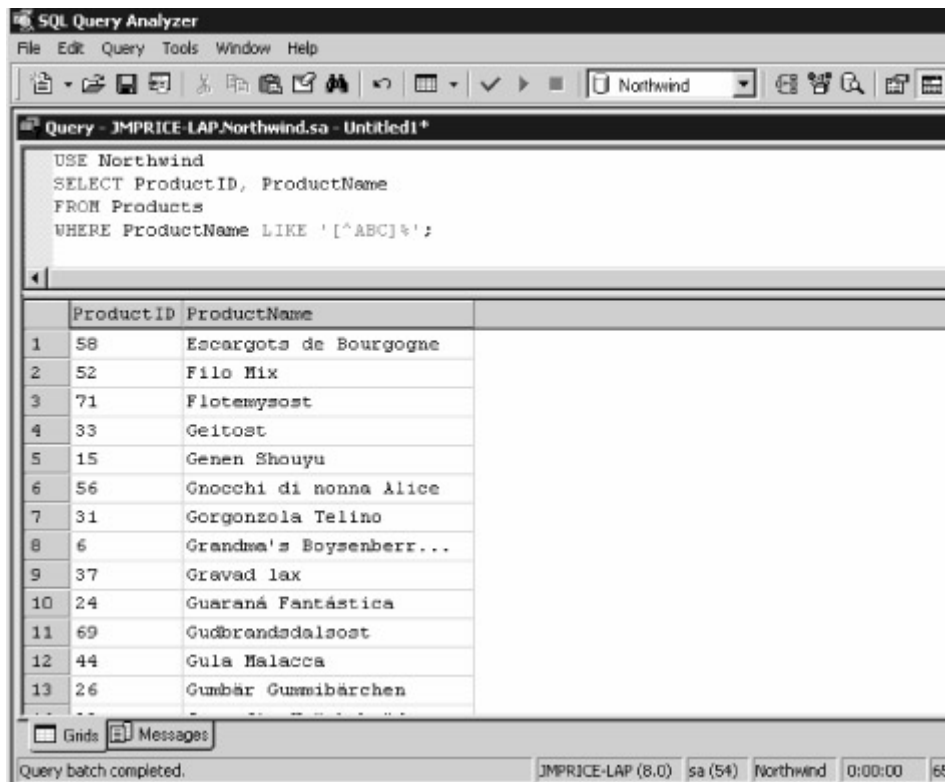 SQL Query Analyzer
File Edit Query Tools Window Help
Northwind
Query - JMPRICE-LAP.Northwind.sa - Untitled1*
USE Northwind
SELECT ProductID, ProductName
FROM Products
WHERE ProductName LIKE '[^ABC]%';
ProductID ProductName
1 58 Escargots de Bourgogne
2 52 Filo Mix
3 71 Flotemysost
4 33 Geitost
5 15 Genen Shouyu
6 56 Gnocchi di nonna Alice
7 31 Gorgonzola Telino
8 6 Grandma's Boysenberr...
9 37 Gravad lax
10 24 Guaraná Fantástica
11 69 Gudbrandsdalsost
12 44 Gula Malacca
13 26 Gumbär Gummibärchen
Grids Messages
Query batch completed. JMPRICE-LAP (8.0) sa (54) Northwind 0:00:00